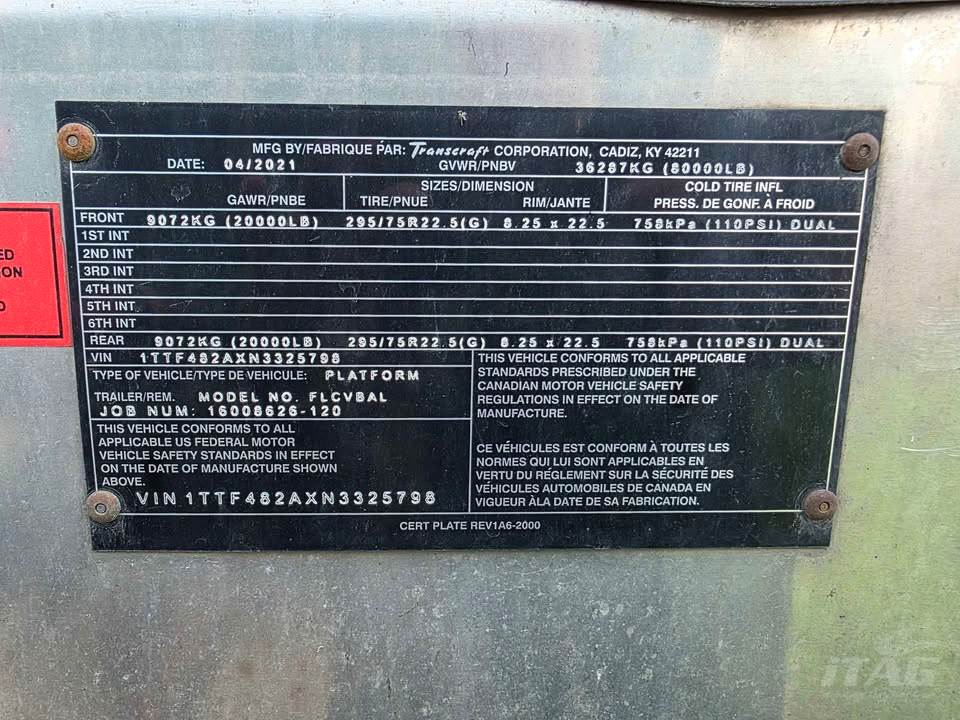 MFG BY/FABRIQUE PAR: Transcraft CORPORATION, CADIZ, KY 42211
DATE: 04/2021 GVWR/PNBV 36287KG (80000LB)
GAWR/PNBE SIZES/DIMENSION COLD TIRE INFL
TIRE/PNUE RIM/JANTE PRESS. DE GONF. À FROID
FRONT 9072KG (20000LB) 295/75R22.5(G) 8.25 x 22.5 758kPa (110PSI) DUAL
1ST INT
2ND INT
3RD INT
4TH INT
5TH INT
6TH INT
REAR 9072KG (20000LB) 295/75R22.5(G) 8.25 x 22.5 758kPa (110PSI) DUAL
VIN 1TTF482AXN3325798
TYPE OF VEHICLE/TYPE DE VEHICULE: PLATFORM
TRAILER/REM. MODEL NO. FLCVBAL
JOB NUM: 16008626-120
THIS VEHICLE CONFORMS TO ALL
APPLICABLE US FEDERAL MOTOR
VEHICLE SAFETY STANDARDS IN EFFECT
ON THE DATE OF MANUFACTURE SHOWN
ABOVE.
VIN 1TTF482AXN3325798
THIS VEHICLE CONFORMS TO ALL APPLICABLE
STANDARDS PRESCRIBED UNDER THE
CANADIAN MOTOR VEHICLE SAFETY
REGULATIONS IN EFFECT ON THE DATE OF
MANUFACTURE.
CE VÉHICULES EST CONFORM À TOUTES LES
NORMES QUI LUI SONT APPLICABLES EN
VERTU DU RÉGLEMENT SUR LA SÉCURITÉ DES
VÉHICULES AUTOMOBILES DE CANADA EN
VIGUEUR ÀLA DATE DE SA FABRICATION.
CERT PLATE REV1A6-2000
ED
ON
D
iTAG